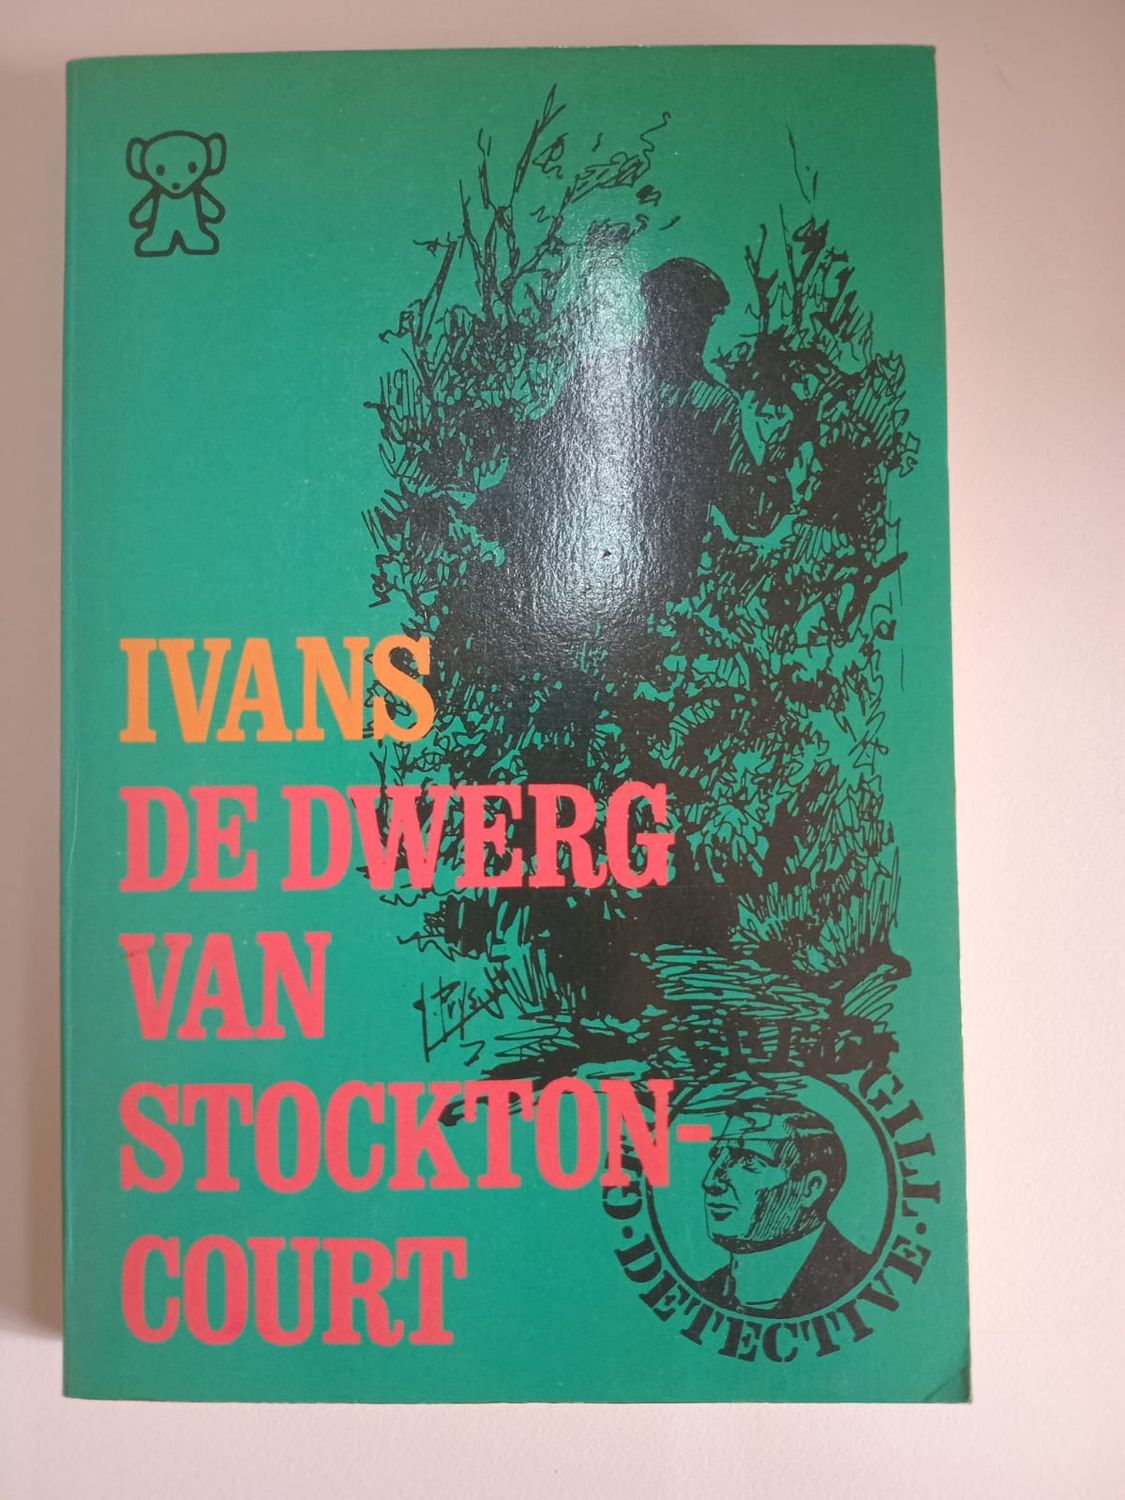 IVANS
DE DWERG
VAN
STOCKTON-
COURT
DETECTIVE